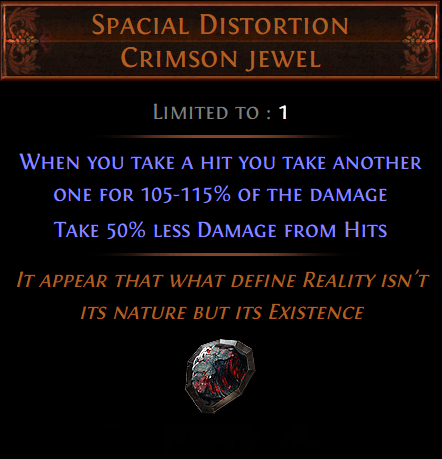 Spacial Distortion
Crimson jewel
Limited to : 1
When you take a hit you take another
one for 105-115% of the damage
Take 50% less Damage from Hits
It appear that what define Reality isn't
its nature but its Existence